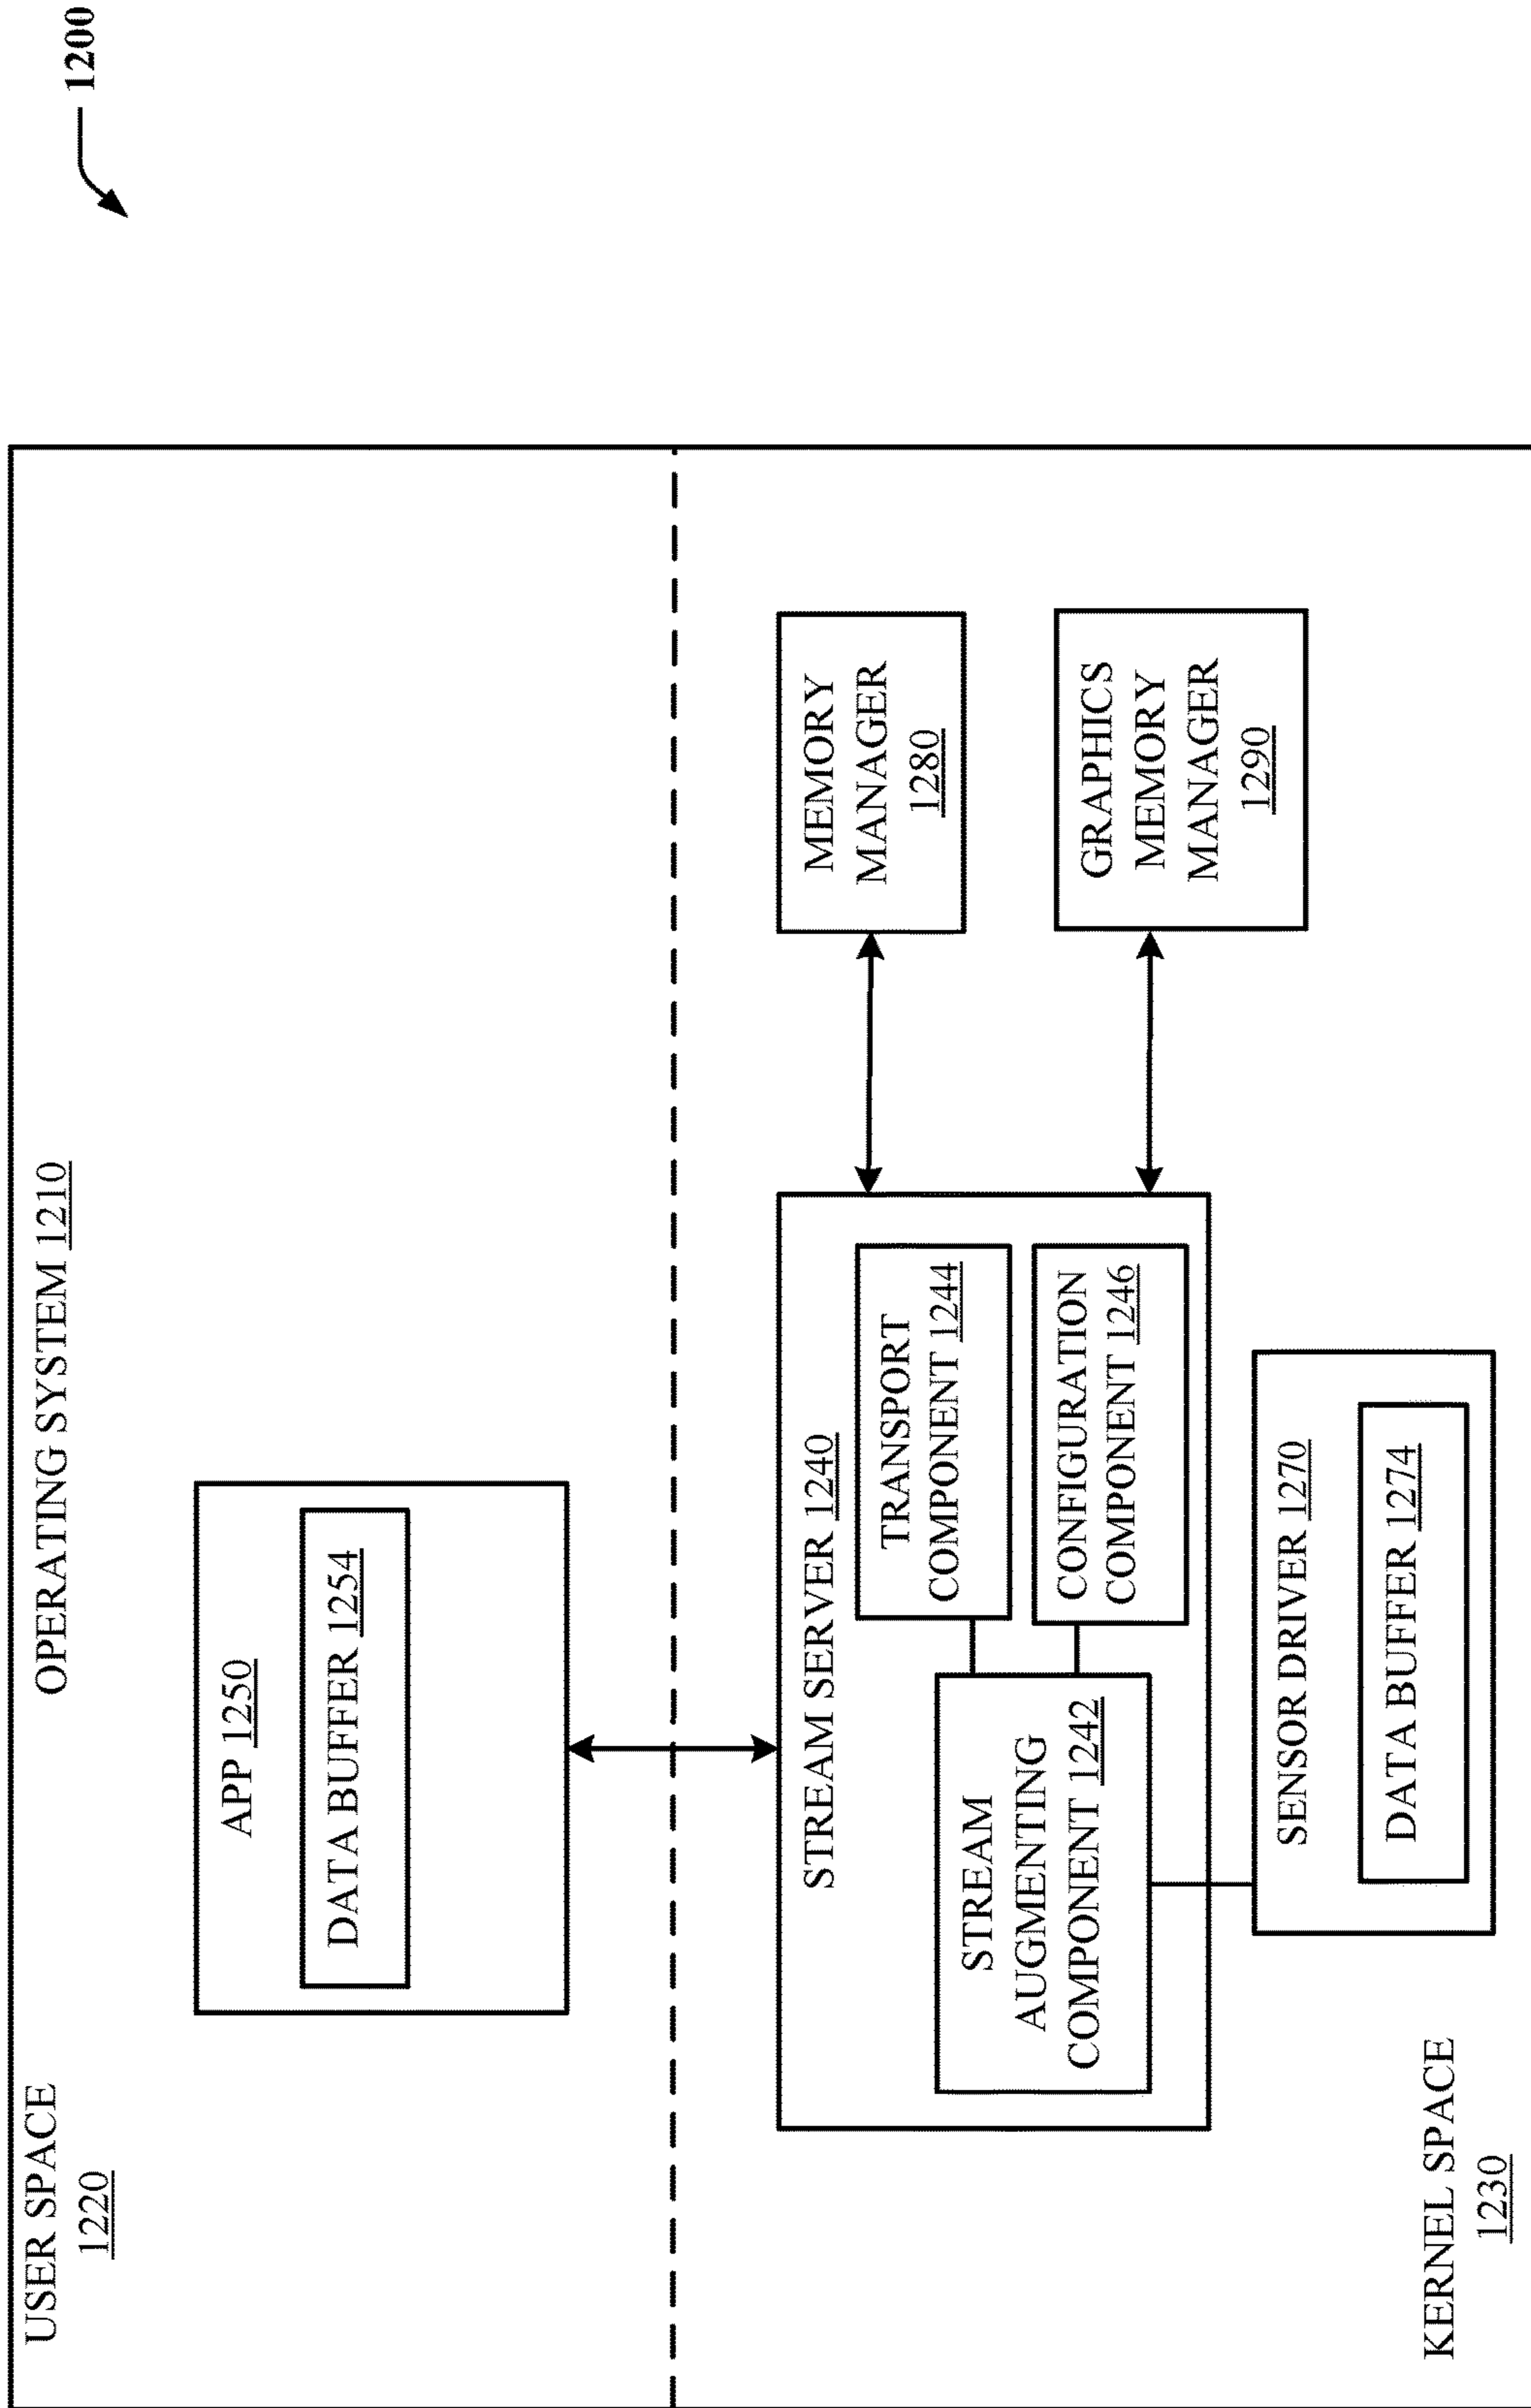 1200
OPERATING SYSTEM 1210
USER SPACE
1220
APP 1250
DATA BUFFER 1254
STREAM SERVER 1240
STREAM
AUGMENTING
COMPONENT 1242
TRANSPORT
COMPONENT 1244
CONFIGURATION
COMPONENT 1246
MEMORY
MANAGER
1280
GRAPHICS
MEMORY
MANAGER
1290
SENSOR DRIVER 1270
DATA BUFFER 1274
KERNEL SPACE
1230